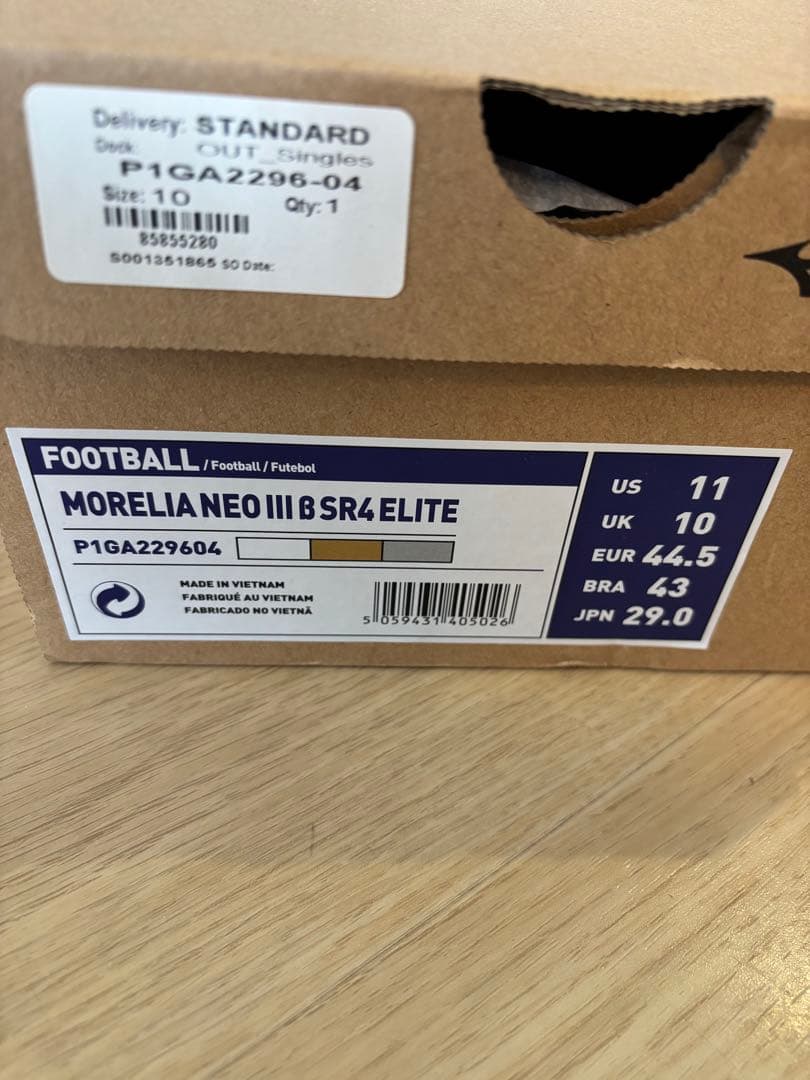 Delivery: STANDARD
Dock: OUT_Singles
P1GA2296-04
Size: 10 Qty: 1
85855280
S001351865 SO Date:
FOOTBALL / Football / Futebol
MORELIA NEO III β SR4 ELITE
P1GA229604
MADE IN VIETNAM
FABRIQUÉ AU VIETNAM
FABRICADO NO VIETNÃ
5 059431 405026
US 11
UK 10
EUR 44.5
BRA 43
JPN 29.0